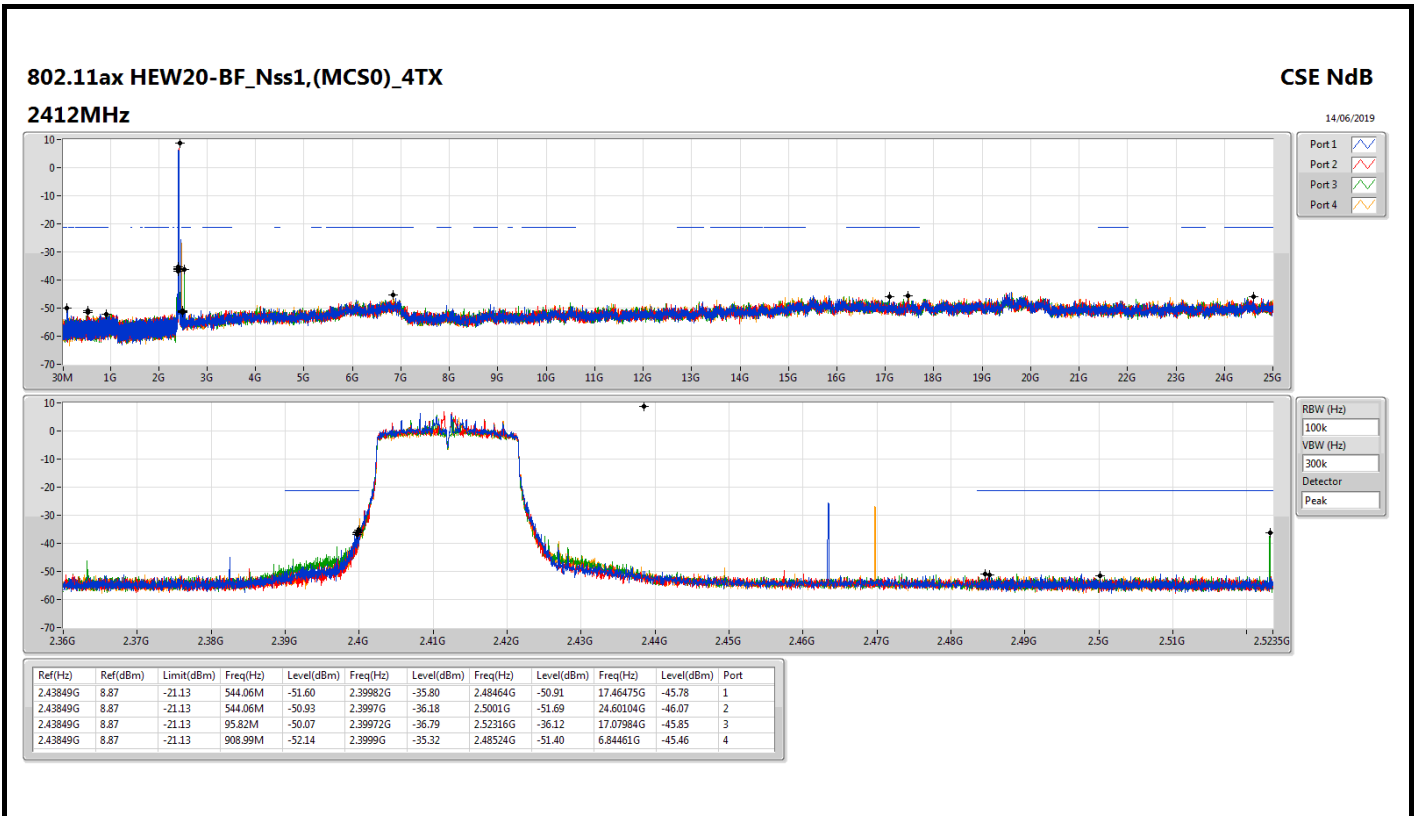 802.11ax HEW20-BF_Nss1,(MCS0)_4TX CSE NdB
2412MHz 14/06/2019
10
0
-10
-20
-30
-40
-50
-60
-70
30M 1G 2G 3G 4G 5G 6G 7G 8G 9G 10G 11G 12G 13G 14G 15G 16G 17G 18G 19G 20G 21G 22G 23G 24G 25G
Port 1
Port 2
Port 3
Port 4
10
0
-10
-20
-30
-40
-50
-60
-70
2.36G 2.37G 2.38G 2.39G 2.4G 2.41G 2.42G 2.43G 2.44G 2.45G 2.46G 2.47G 2.48G 2.49G 2.5G 2.51G 2.5235G
RBW (Hz)
100k
VBW (Hz)
300k
Detector
Peak
Ref(Hz) Ref(dBm) Limit(dBm) Freq(Hz) Level(dBm) Freq(Hz) Level(dBm) Freq(Hz) Level(dBm) Freq(Hz) Level(dBm) Port
2.43849G 8.87 -21.13 544.06M -51.60 2.39982G -35.80 2.48464G -50.91 17.46475G -45.78 1
2.43849G 8.87 -21.13 544.06M -50.93 2.3997G -36.18 2.5001G -51.69 24.60104G -46.07 2
2.43849G 8.87 -21.13 95.82M -50.07 2.39972G -36.79 2.52316G -36.12 17.07984G -45.85 3
2.43849G 8.87 -21.13 908.99M -52.14 2.3999G -35.32 2.48524G -51.40 6.84461G -45.46 4